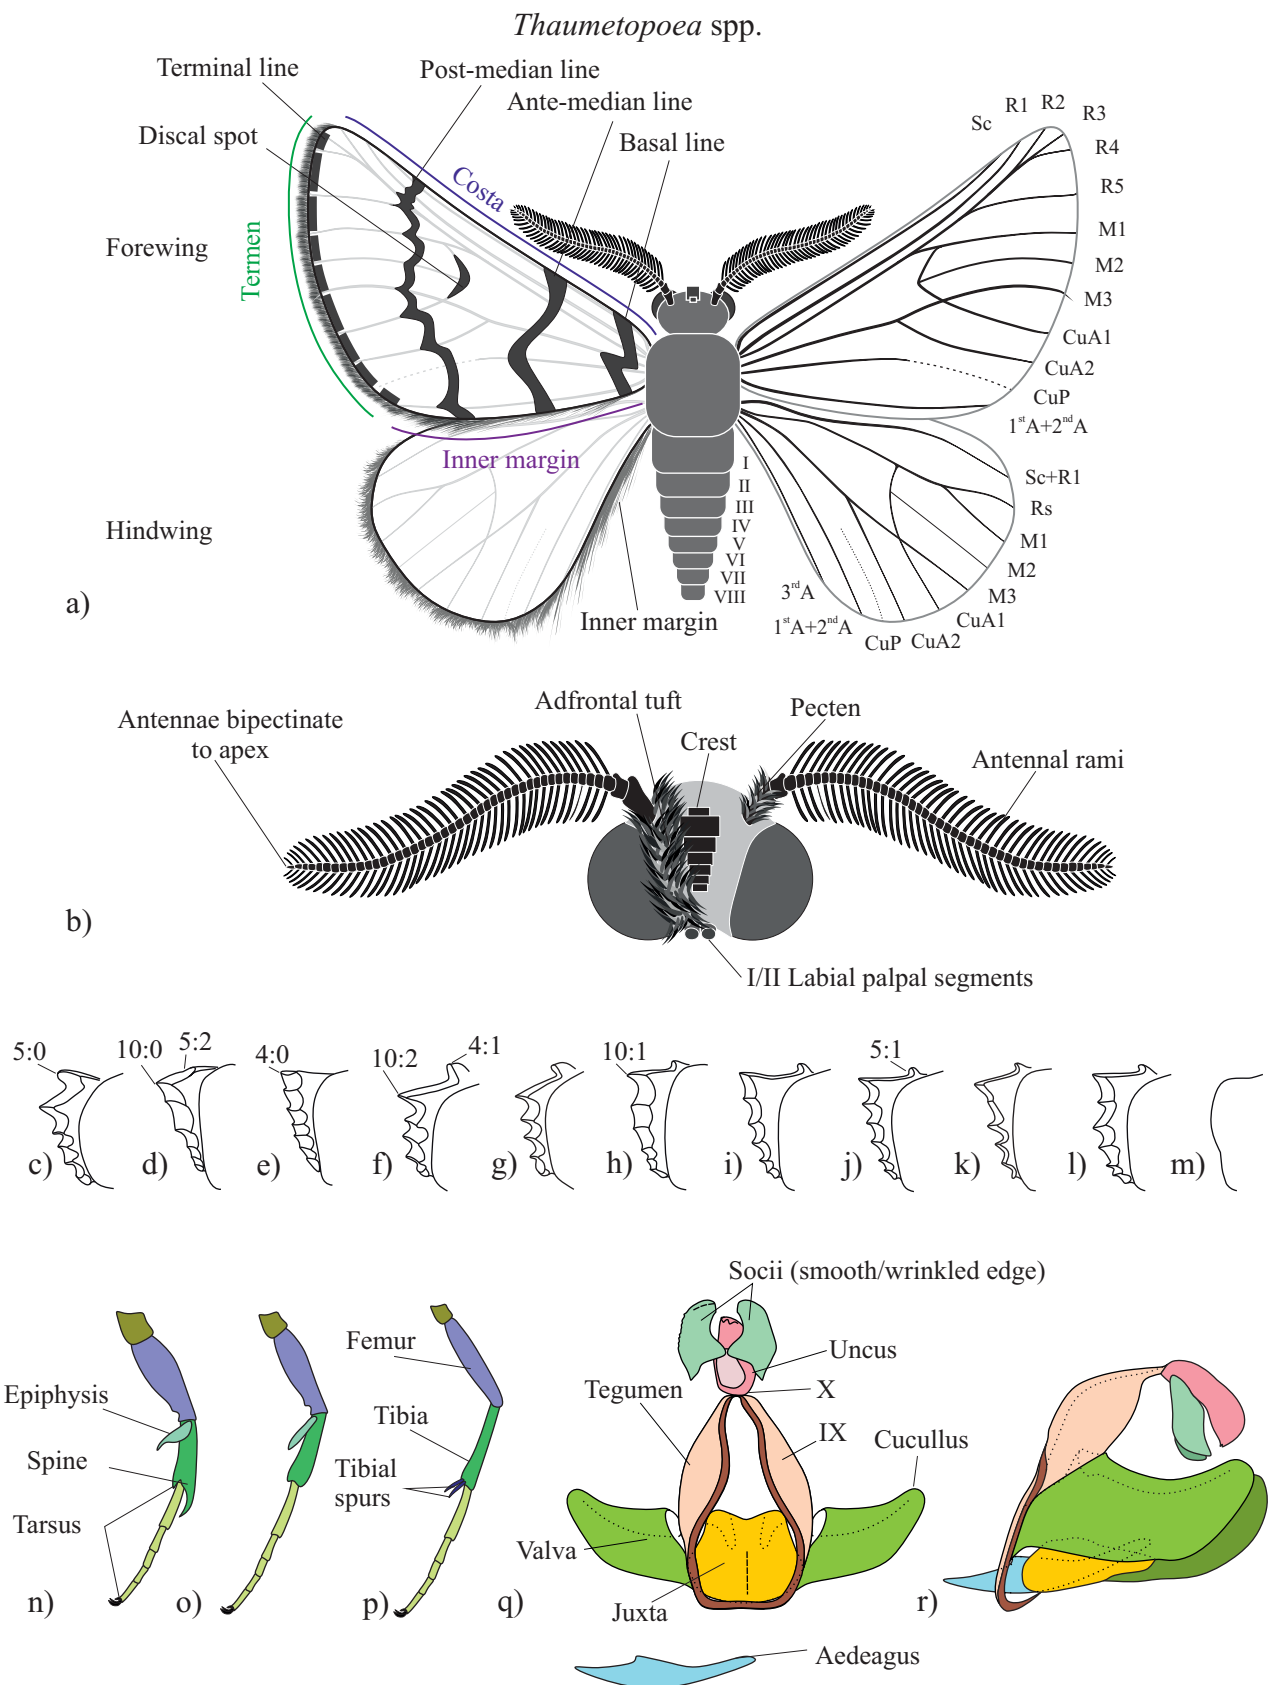 Thaumetopoea spp.
Terminal line
Post-median line
Ante-median line
Discal spot
Basal line
Costa
Termen
Forewing
Inner margin
Hindwing
Inner margin
Sc
R1
R2
R3
R4
R5
M1
M2
M3
CuA1
CuA2
CuP
1stA+2ndA
Sc+R1
Rs
M1
M2
M3
CuA1
CuA2
CuP
1stA+2ndA
3rdA
I
II
III
IV
V
VI
VII
VIII
a)
Antennae bipectinate
to apex
Adfrontal tuft
Crest
Pecten
Antennal rami
I/II Labial palpal segments
b)
5:0
10:0
5:2
4:0
10:2
4:1
10:1
5:1
c)
d)
e)
f)
g)
h)
i)
j)
k)
l)
m)
Epiphysis
Spine
Tarsus
n)
o)
Femur
Tibia
Tibial
spurs
p)
Socii (smooth/wrinkled edge)
Uncus
Tegumen
X
IX
Cucullus
Valva
Juxta
q)
Aedeagus
r)